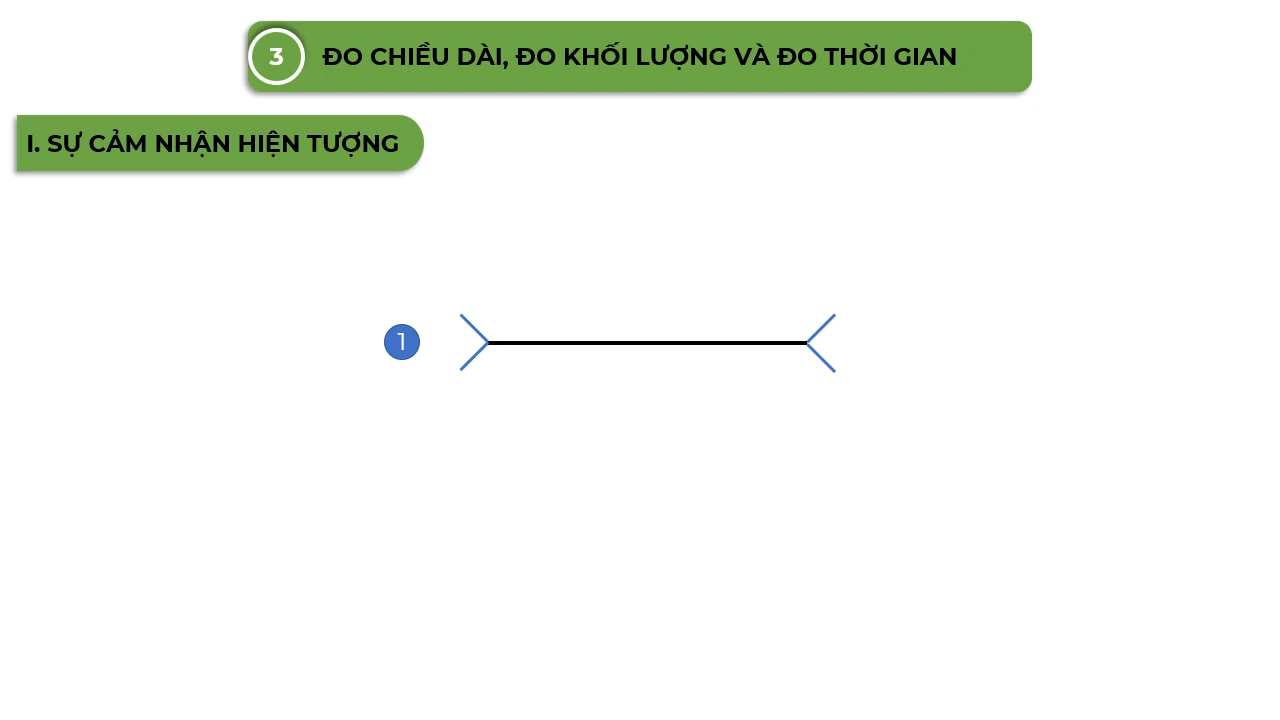 3 ĐO CHIỀU DÀI, ĐO KHỐI LƯỢNG VÀ ĐO THỜI GIAN
I. SỰ CẢM NHẬN HIỆN TƯỢNG
1